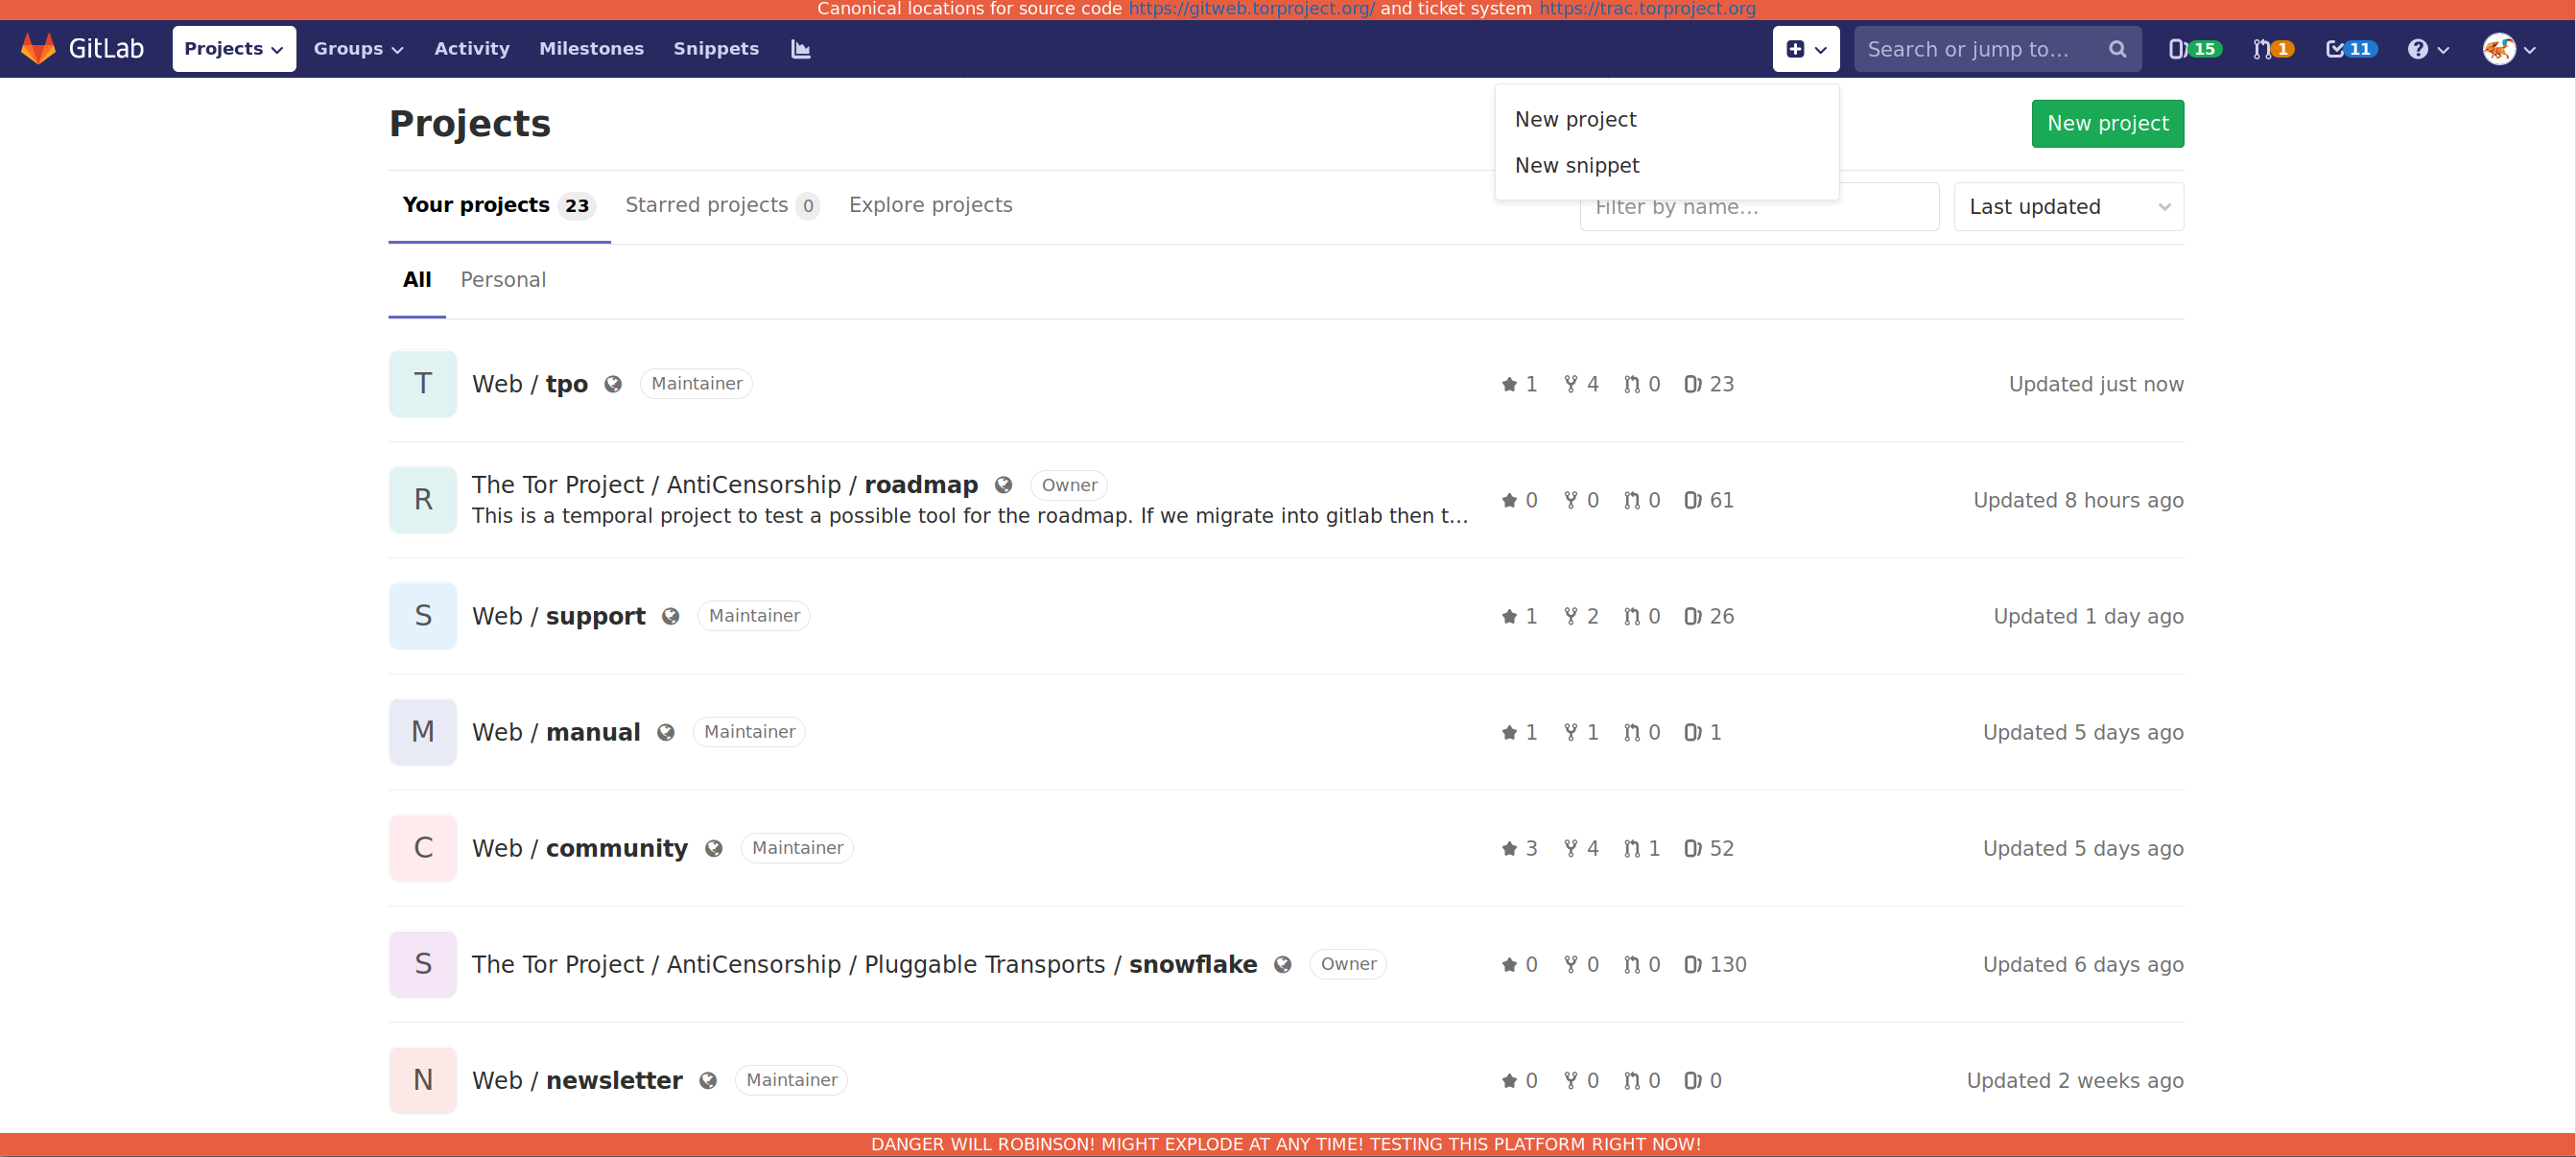 Canonical locations for source code https://gitweb.torproject.org/ and ticket system https://trac.torproject.org
GitLab Projects Groups Activity Milestones Snippets Search or jump to... 15 1 11
Projects
New project
New snippet
New project
Your projects 23 Starred projects 0 Explore projects Filter by name... Last updated
All Personal
T Web / tpo Maintainer 1 4 0 23 Updated just now
R The Tor Project / AntiCensorship / roadmap Owner 0 0 0 61 Updated 8 hours ago
This is a temporal project to test a possible tool for the roadmap. If we migrate into gitlab then t...
S Web / support Maintainer 1 2 0 26 Updated 1 day ago
M Web / manual Maintainer 1 1 0 1 Updated 5 days ago
C Web / community Maintainer 3 4 1 52 Updated 5 days ago
S The Tor Project / AntiCensorship / Pluggable Transports / snowflake Owner 0 0 0 130 Updated 6 days ago
N Web / newsletter Maintainer 0 0 0 0 Updated 2 weeks ago
DANGER WILL ROBINSON! MIGHT EXPLODE AT ANY TIME! TESTING THIS PLATFORM RIGHT NOW!